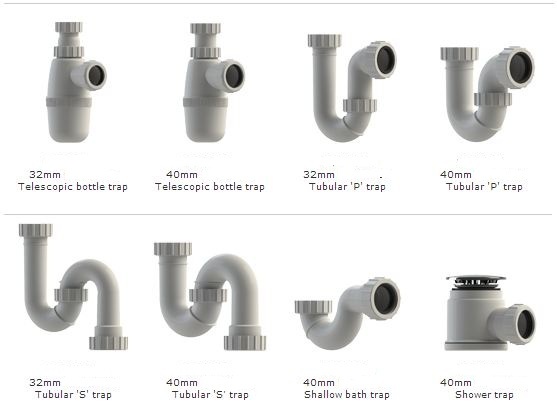 32mm
Telescopic bottle trap
40mm
Telescopic bottle trap
32mm
Tubular 'P' trap
40mm
Tubular 'P' trap
32mm
Tubular 'S' trap
40mm
Tubular 'S' trap
40mm
Shallow bath trap
40mm
Shower trap